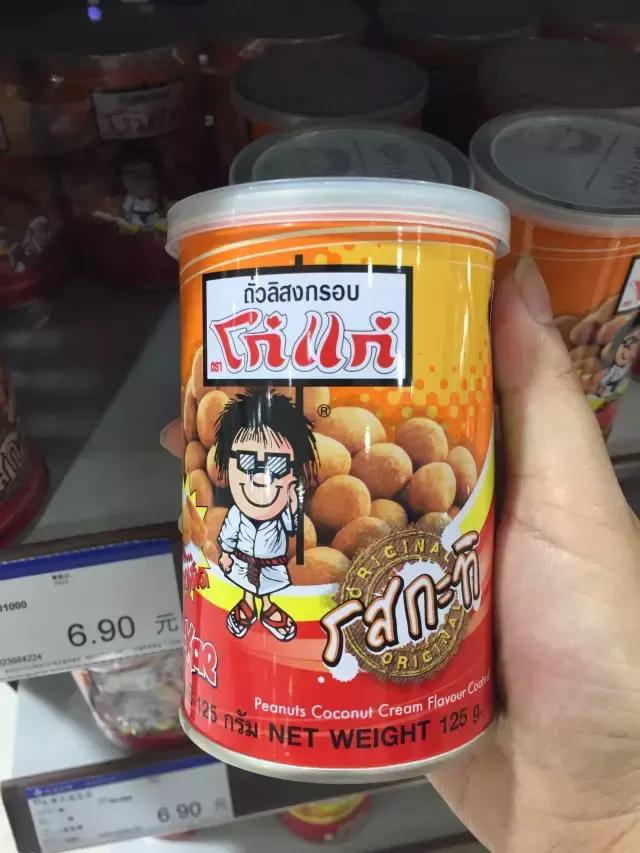 ถั่วลิสงกรอบ
ตรา โก๋แก่
®
ORIGINAL
รสกะทิ
ORIGINAL
Peanuts Coconut Cream Flavour Coated
125 กรัม NET WEIGHT 125 g.
01000
6.90 元
6.90